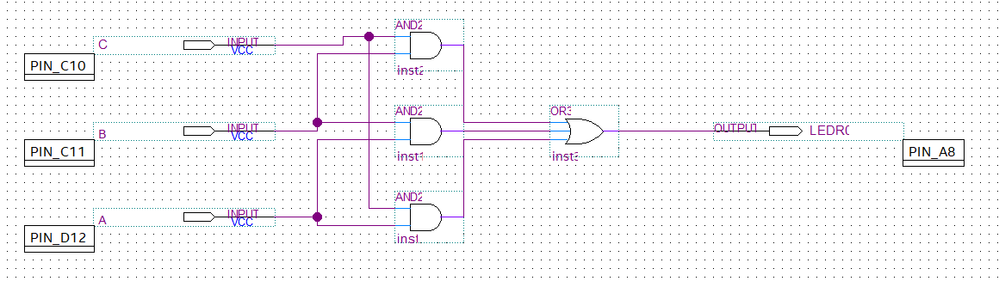 AND2
C INPUT
VCC
PIN_C10
inst2
AND2
OR3
B INPUT
VCC
OUTPUT LEDR0
PIN_C11
inst1
inst3
PIN_A8
AND2
A INPUT
VCC
PIN_D12
inst